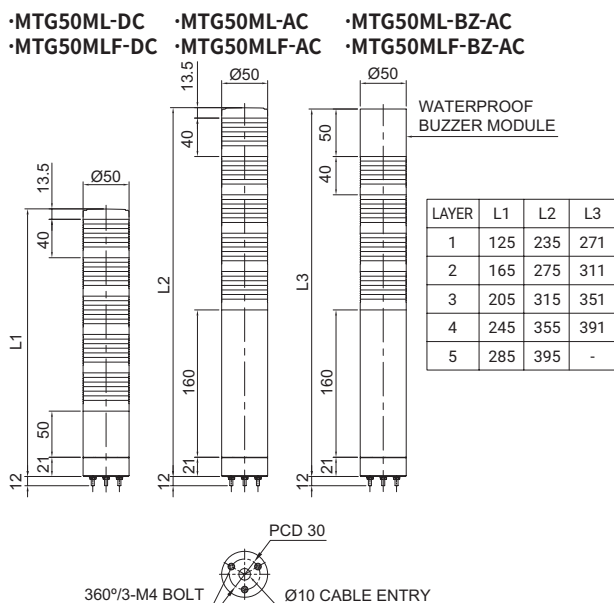 ·MTG50ML-DC ·MTG50ML-AC ·MTG50ML-BZ-AC
·MTG50MLF-DC ·MTG50MLF-AC ·MTG50MLF-BZ-AC
Ø50
13.5
40
L1
50
21
12
Ø50
13.5
40
L2
160
21
12
Ø50
50
40
L3
160
21
12
WATERPROOF
BUZZER MODULE
LAYER L1 L2 L3
1 125 235 271
2 165 275 311
3 205 315 351
4 245 355 391
5 285 395 -
PCD 30
360º/3-M4 BOLT
Ø10 CABLE ENTRY